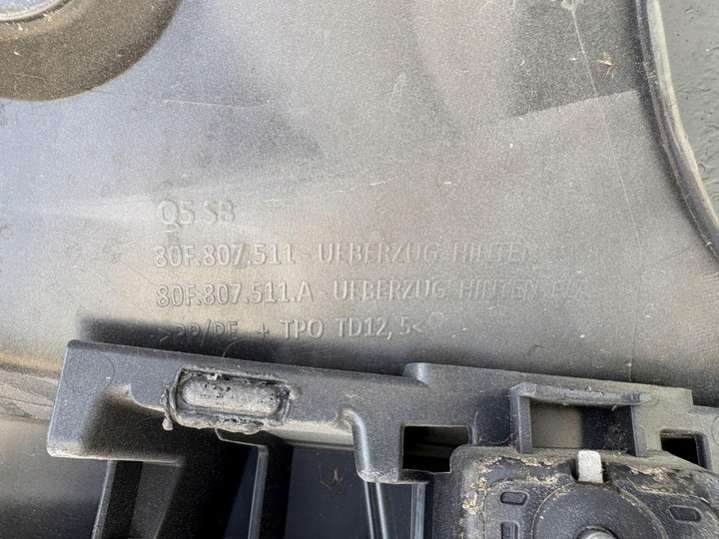 Q5 SB
80F.807.511 - UEBERZUG HINTEN
80F.807.511.A - UEBERZUG HINTEN
>PP/PE + TPO TD12,5<